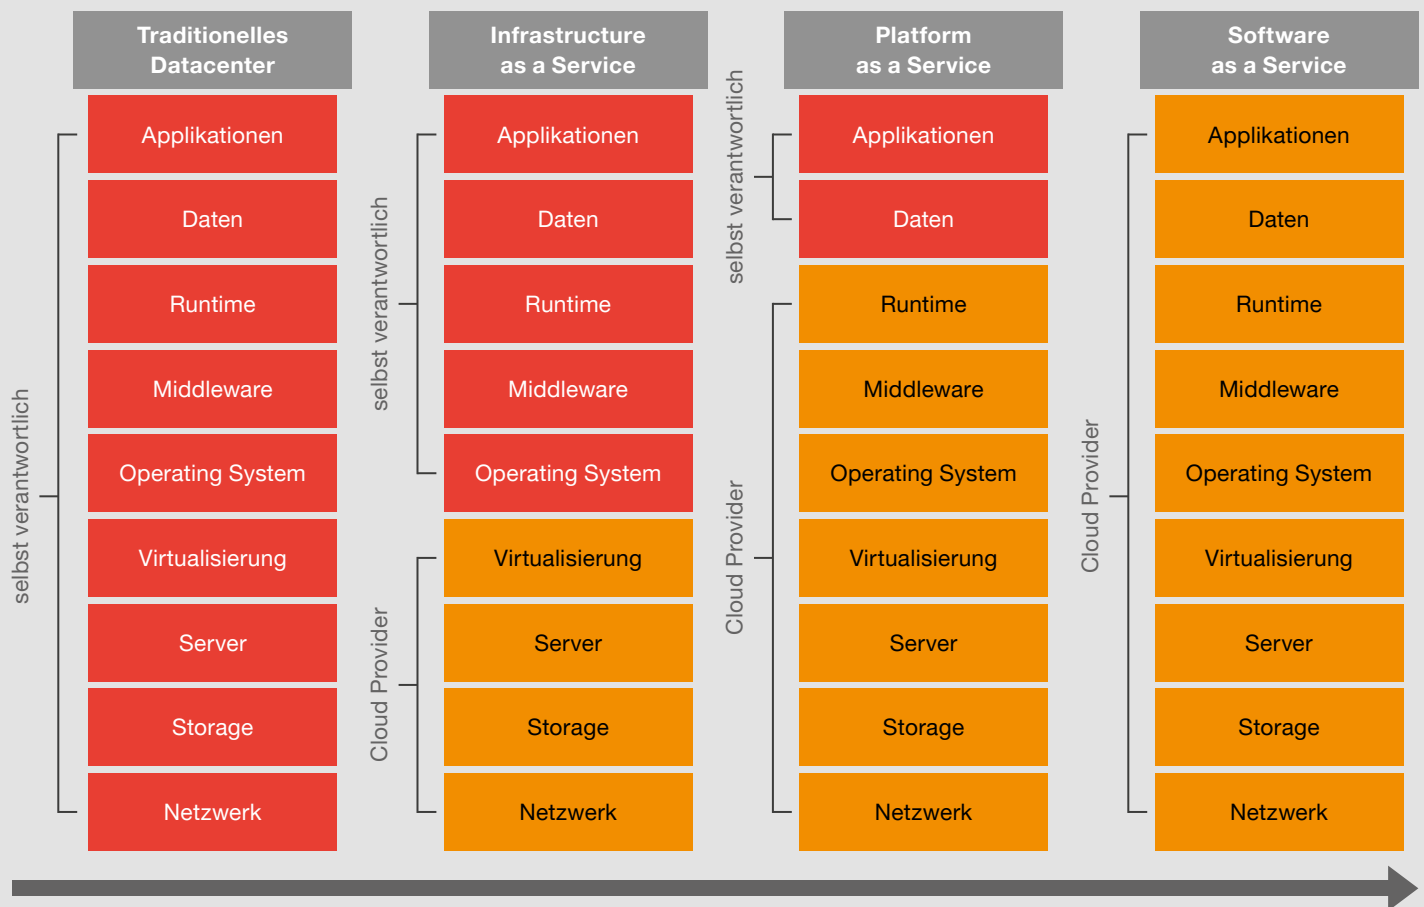 Traditionelles
Datacenter
selbst verantwortlich
Applikationen
Daten
Runtime
Middleware
Operating System
Virtualisierung
Server
Storage
Netzwerk
Infrastructure
as a Service
selbst verantwortlich
Applikationen
Daten
Runtime
Middleware
Operating System
Cloud Provider
Virtualisierung
Server
Storage
Netzwerk
Platform
as a Service
selbst verantwortlich
Applikationen
Daten
Cloud Provider
Runtime
Middleware
Operating System
Virtualisierung
Server
Storage
Netzwerk
Software
as a Service
Cloud Provider
Applikationen
Daten
Runtime
Middleware
Operating System
Virtualisierung
Server
Storage
Netzwerk